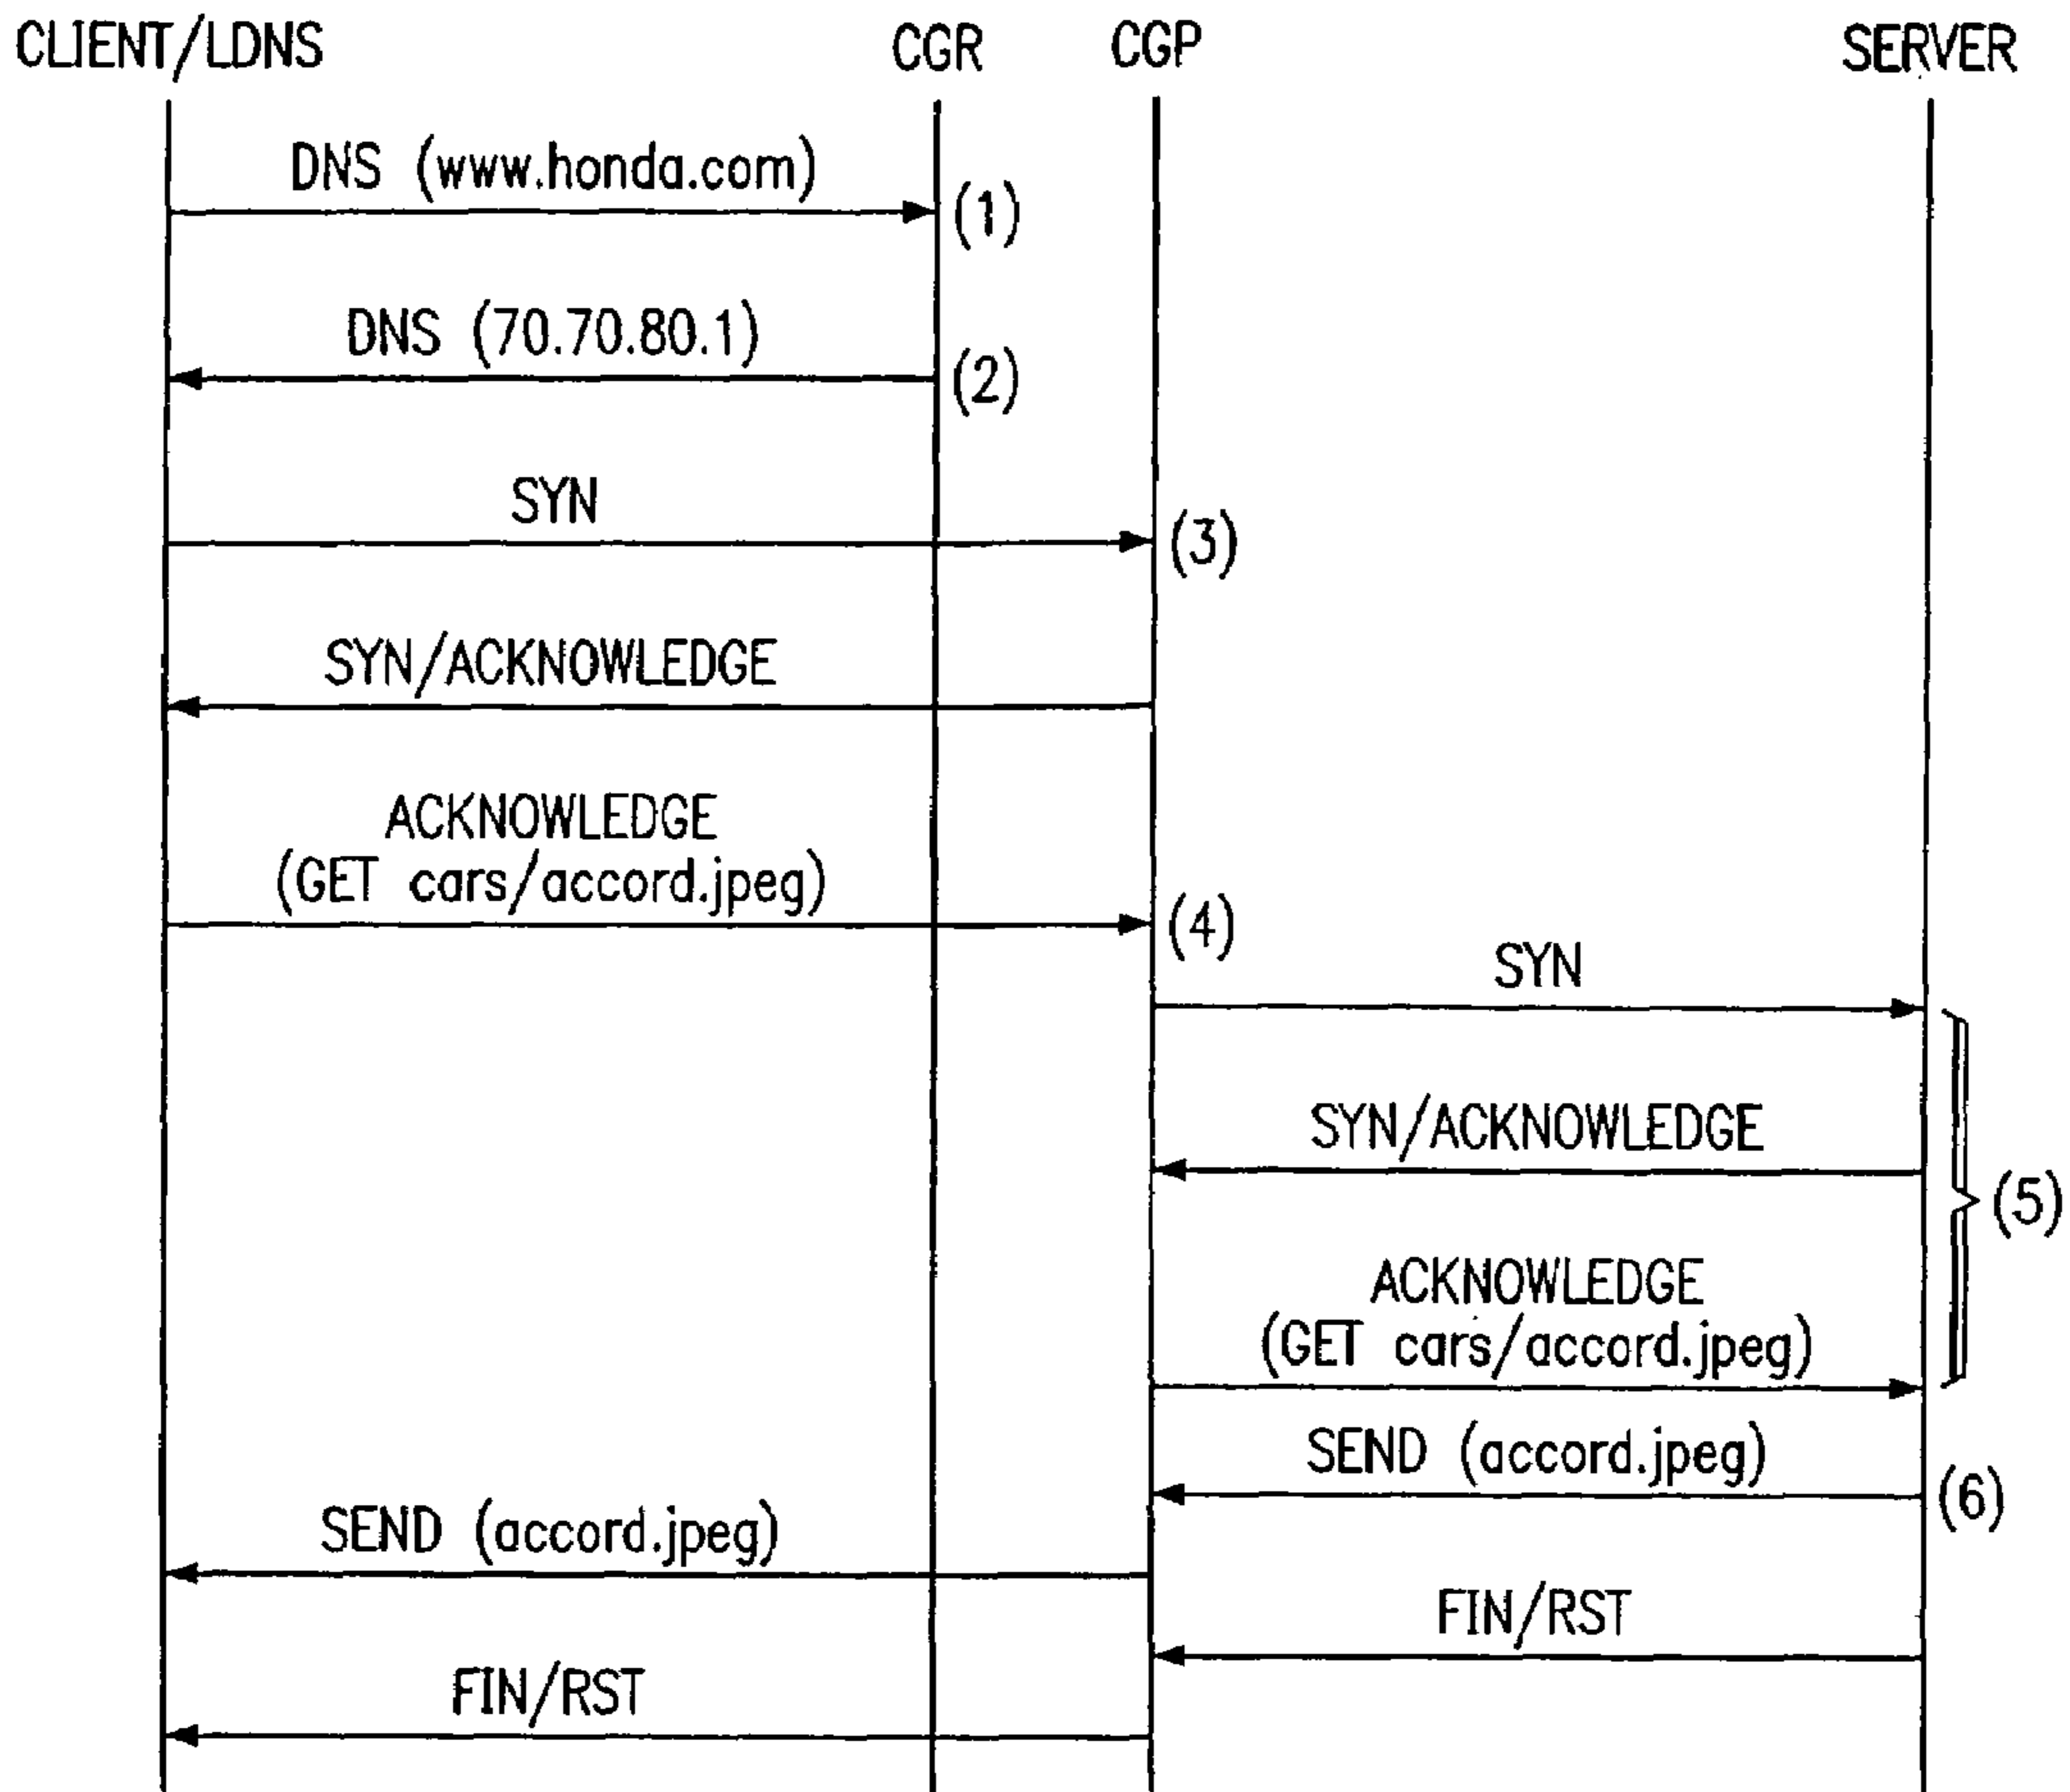 CLIENT/LDNS CGR CGP SERVER
DNS (www.honda.com)
(1)
DNS (70.70.80.1)
(2)
SYN
(3)
SYN/ACKNOWLEDGE
ACKNOWLEDGE
(GET cars/accord.jpeg)
(4)
SYN
SYN/ACKNOWLEDGE
(5)
ACKNOWLEDGE
(GET cars/accord.jpeg)
SEND (accord.jpeg)
(6)
SEND (accord.jpeg)
FIN/RST
FIN/RST